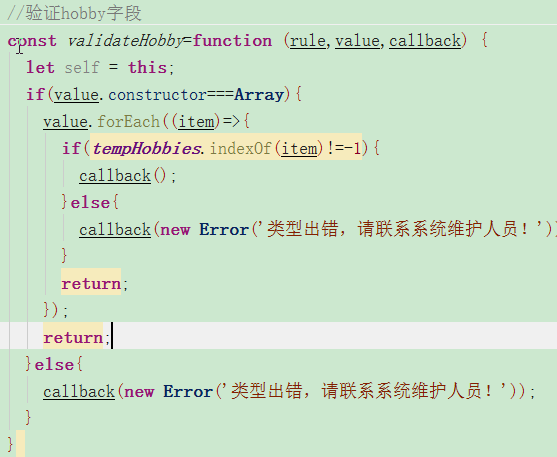 //验证hobby字段
const validateHobby=function (rule,value,callback) {
let self = this;
if(value.constructor===Array){
value.forEach((item)=>{
if(tempHobbies.indexOf(item)!=-1){
callback();
}else{
callback(new Error('类型出错，请联系系统维护人员！'))
}
return;
});
return;
}else{
callback(new Error('类型出错，请联系系统维护人员！'));
}
}